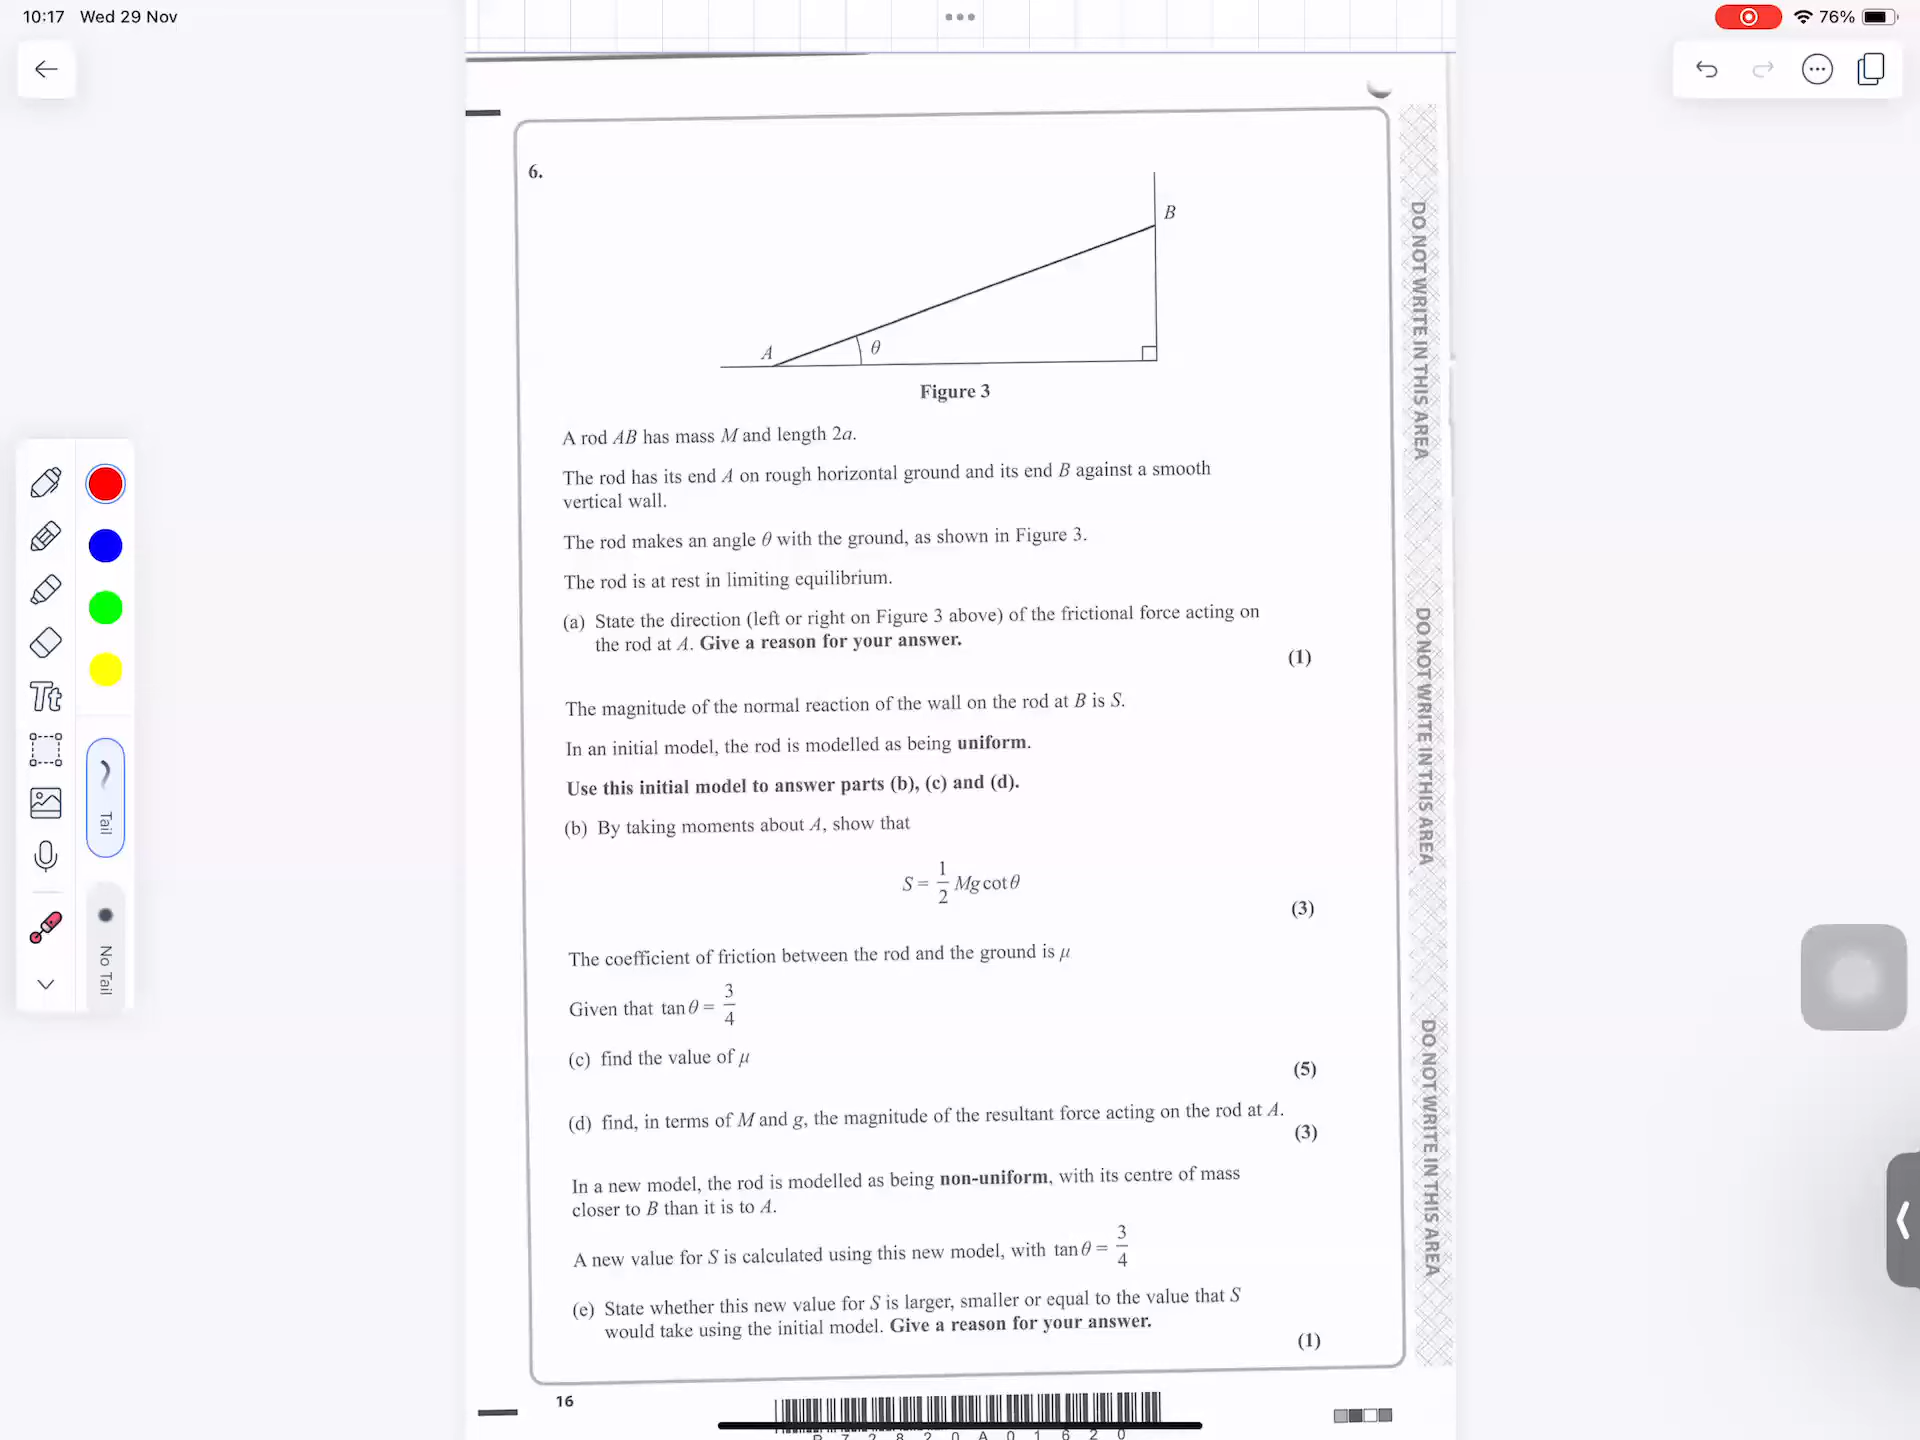 10:17 Wed 29 Nov
76%
6.
B
A
θ
Figure 3
A rod AB has mass M and length 2a.
The rod has its end A on rough horizontal ground and its end B against a smooth
vertical wall.
The rod makes an angle θ with the ground, as shown in Figure 3.
The rod is at rest in limiting equilibrium.
(a) State the direction (left or right on Figure 3 above) of the frictional force acting on
the rod at A. Give a reason for your answer.
(1)
The magnitude of the normal reaction of the wall on the rod at B is S.
In an initial model, the rod is modelled as being uniform.
Use this initial model to answer parts (b), (c) and (d).
(b) By taking moments about A, show that
S = 1/2 Mg cot θ
(3)
The coefficient of friction between the rod and the ground is μ
Given that tan θ = 3/4
(c) find the value of μ
(5)
(d) find, in terms of M and g, the magnitude of the resultant force acting on the rod at A.
(3)
In a new model, the rod is modelled as being non-uniform, with its centre of mass
closer to B than it is to A.
A new value for S is calculated using this new model, with tan θ = 3/4
(e) State whether this new value for S is larger, smaller or equal to the value that S
would take using the initial model. Give a reason for your answer.
(1)
16
DO NOT WRITE IN THIS AREA
DO NOT WRITE IN THIS AREA
DO NOT WRITE IN THIS AREA
Tt
Tail
No Tail